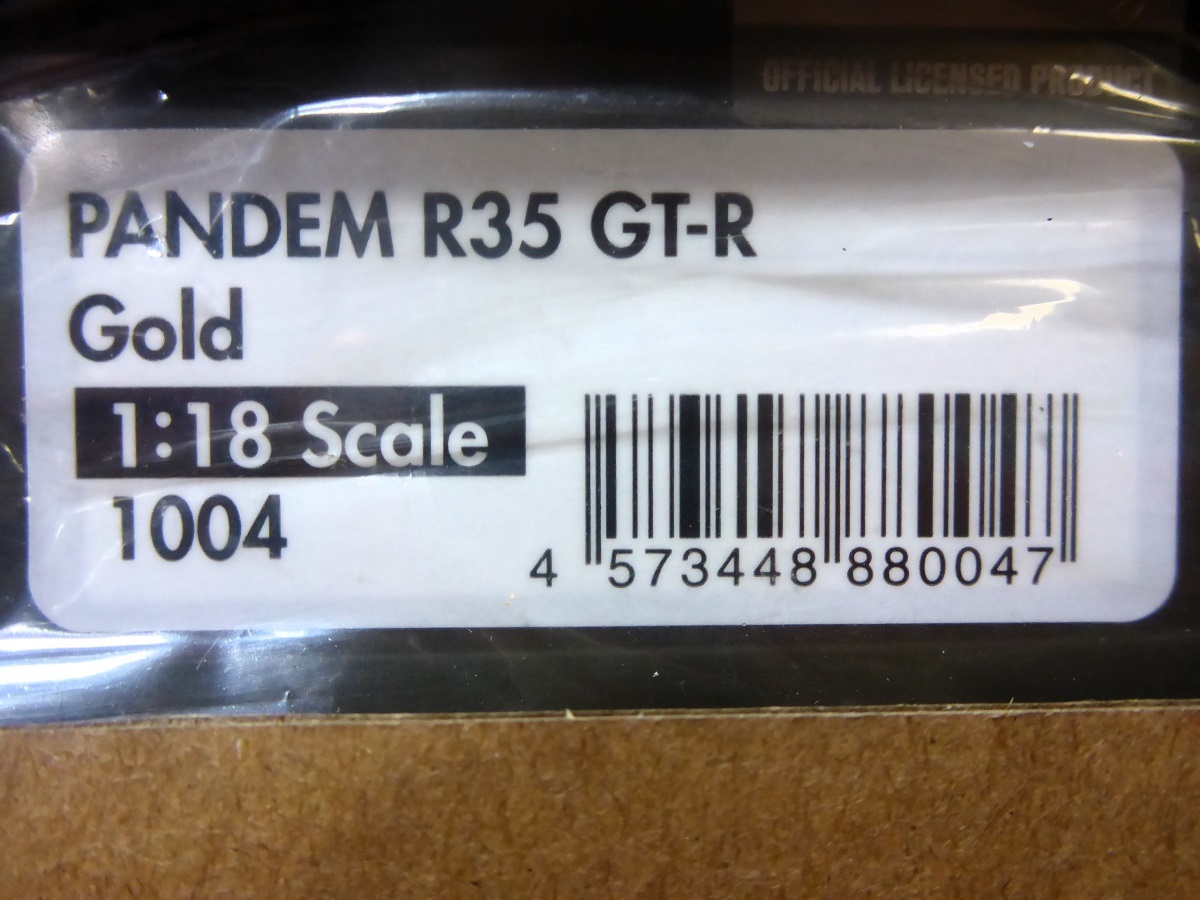 OFFICIAL LICENSED PRODUCT
PANDEM R35 GT-R
Gold
1:18 Scale
1004
4 573448 880047